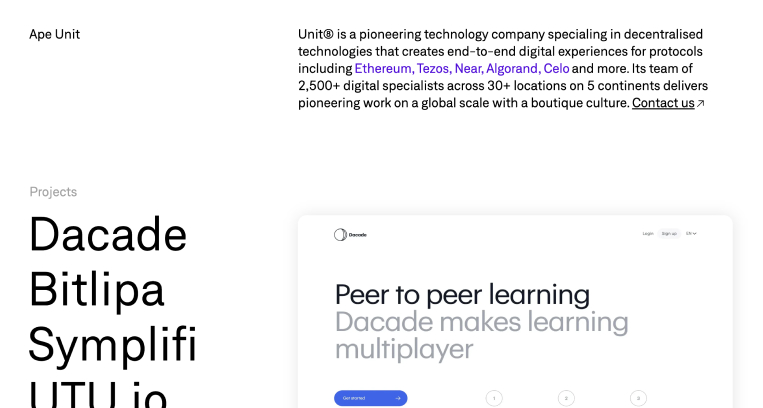 Ape Unit
Unit® is a pioneering technology company specialing in decentralised
technologies that creates end-to-end digital experiences for protocols
including Ethereum, Tezos, Near, Algorand, Celo and more. Its team of
2,500+ digital specialists across 30+ locations on 5 continents delivers
pioneering work on a global scale with a boutique culture. Contact us ↗
Projects
Dacade
Bitlipa
Symplifi
UTU.io
Dacade
Login Sign up EN
Peer to peer learning
Dacade makes learning
multiplayer
Get started →
1 2 3